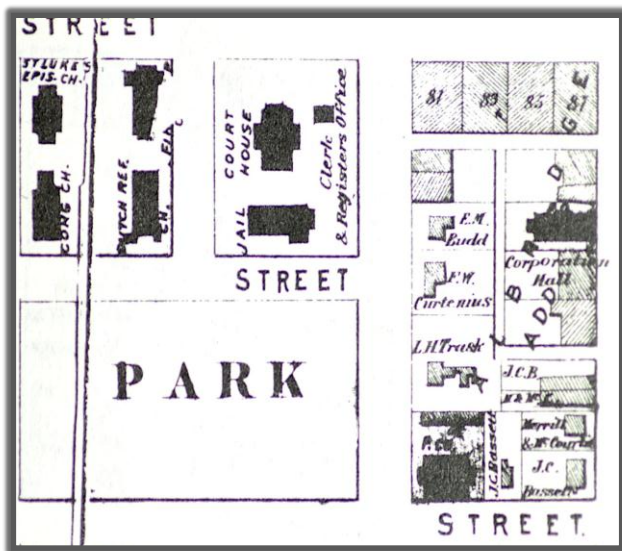 STREET
ST LUKE'S
EPIS. CH.
CONG CH.
DUTCH REF.
CH.
COURT
HOUSE
JAIL
Clerk
& Registers Office
STREET
PARK
81
83
85
87
E.M.
Budd
F.W.
Curtenius
L.H. Trask
Corporation
Hall
ADD
J.C.B.
J.C. Bassett
Merrill
J.C.
Bassett
STREET.